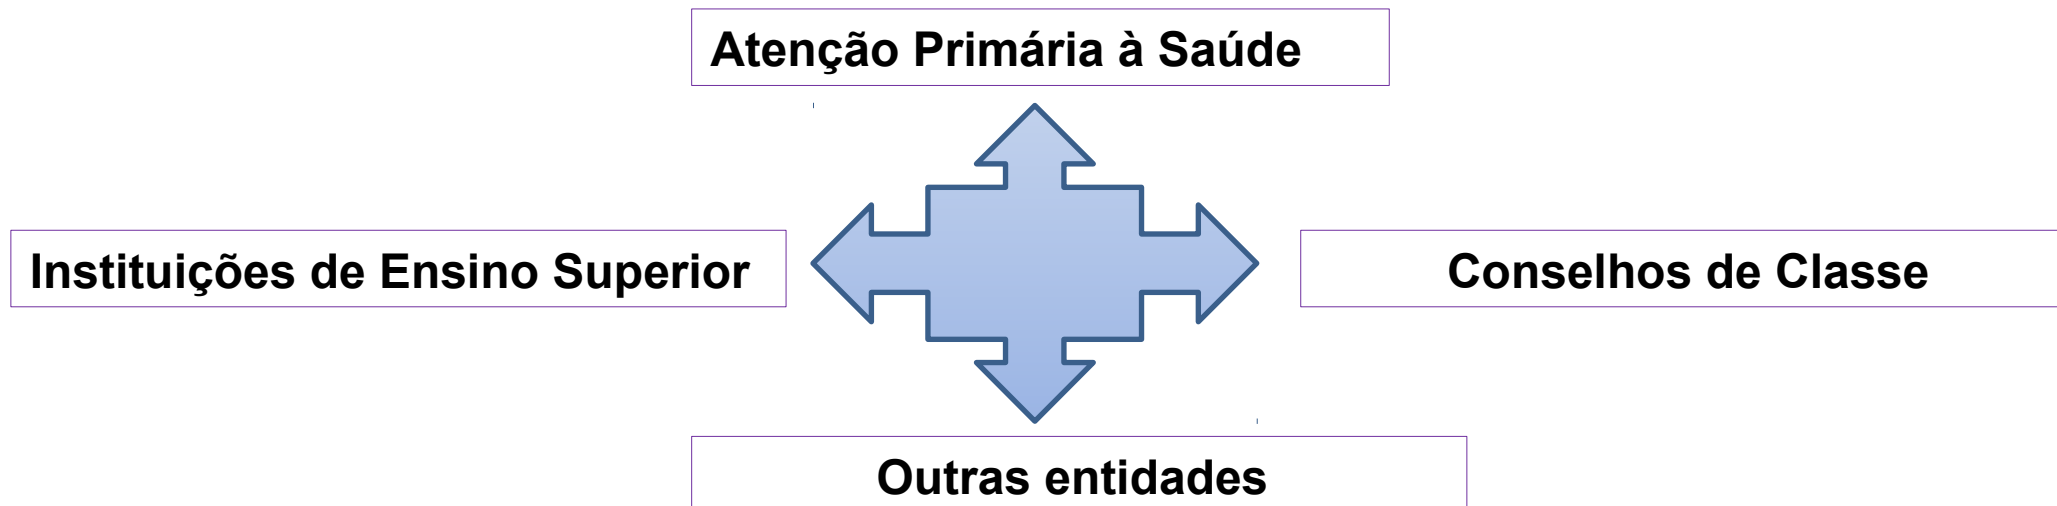 Atenção Primária à Saúde
Instituições de Ensino Superior
Conselhos de Classe
Outras entidades